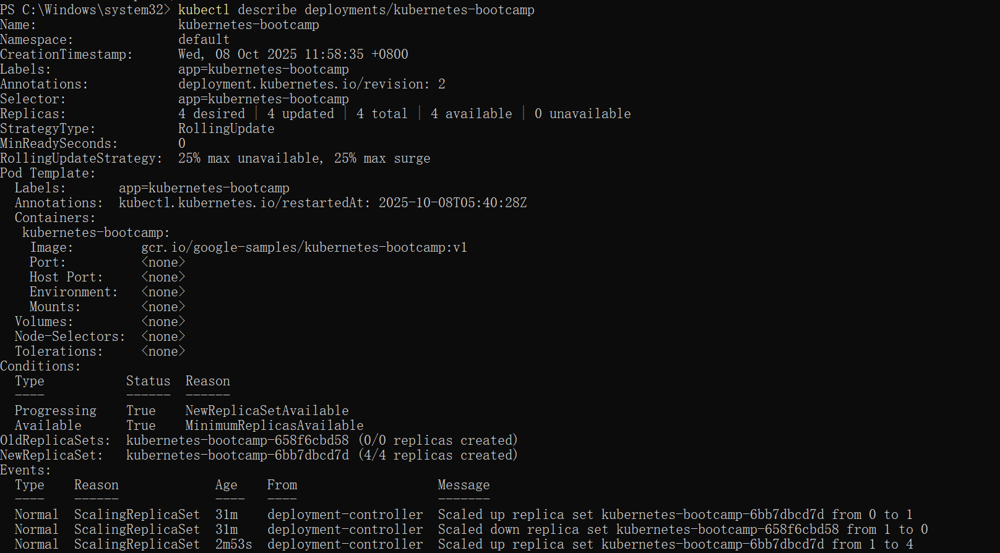 PS C:\Windows\system32> kubectl describe deployments/kubernetes-bootcamp
Name:                   kubernetes-bootcamp
Namespace:              default
CreationTimestamp:      Wed, 08 Oct 2025 11:58:35 +0800
Labels:                 app=kubernetes-bootcamp
Annotations:            deployment.kubernetes.io/revision: 2
Selector:               app=kubernetes-bootcamp
Replicas:               4 desired | 4 updated | 4 total | 4 available | 0 unavailable
StrategyType:           RollingUpdate
MinReadySeconds:        0
RollingUpdateStrategy:  25% max unavailable, 25% max surge
Pod Template:
  Labels:       app=kubernetes-bootcamp
  Annotations:  kubectl.kubernetes.io/restartedAt: 2025-10-08T05:40:28Z
  Containers:
   kubernetes-bootcamp:
    Image:         gcr.io/google-samples/kubernetes-bootcamp:v1
    Port:          <none>
    Host Port:     <none>
    Environment:   <none>
    Mounts:        <none>
  Volumes:         <none>
  Node-Selectors:  <none>
  Tolerations:     <none>
Conditions:
  Type           Status  Reason
  ----           ------  ------
  Progressing    True    NewReplicaSetAvailable
  Available      True    MinimumReplicasAvailable
OldReplicaSets:  kubernetes-bootcamp-658f6cbd58 (0/0 replicas created)
NewReplicaSet:   kubernetes-bootcamp-6bb7dbcd7d (4/4 replicas created)
Events:
  Type    Reason             Age    From                   Message
  ----    ------             ----   ----                   -------
  Normal  ScalingReplicaSet  31m    deployment-controller  Scaled up replica set kubernetes-bootcamp-6bb7dbcd7d from 0 to 1
  Normal  ScalingReplicaSet  31m    deployment-controller  Scaled down replica set kubernetes-bootcamp-658f6cbd58 from 1 to 0
  Normal  ScalingReplicaSet  2m53s  deployment-controller  Scaled up replica set kubernetes-bootcamp-6bb7dbcd7d from 1 to 4